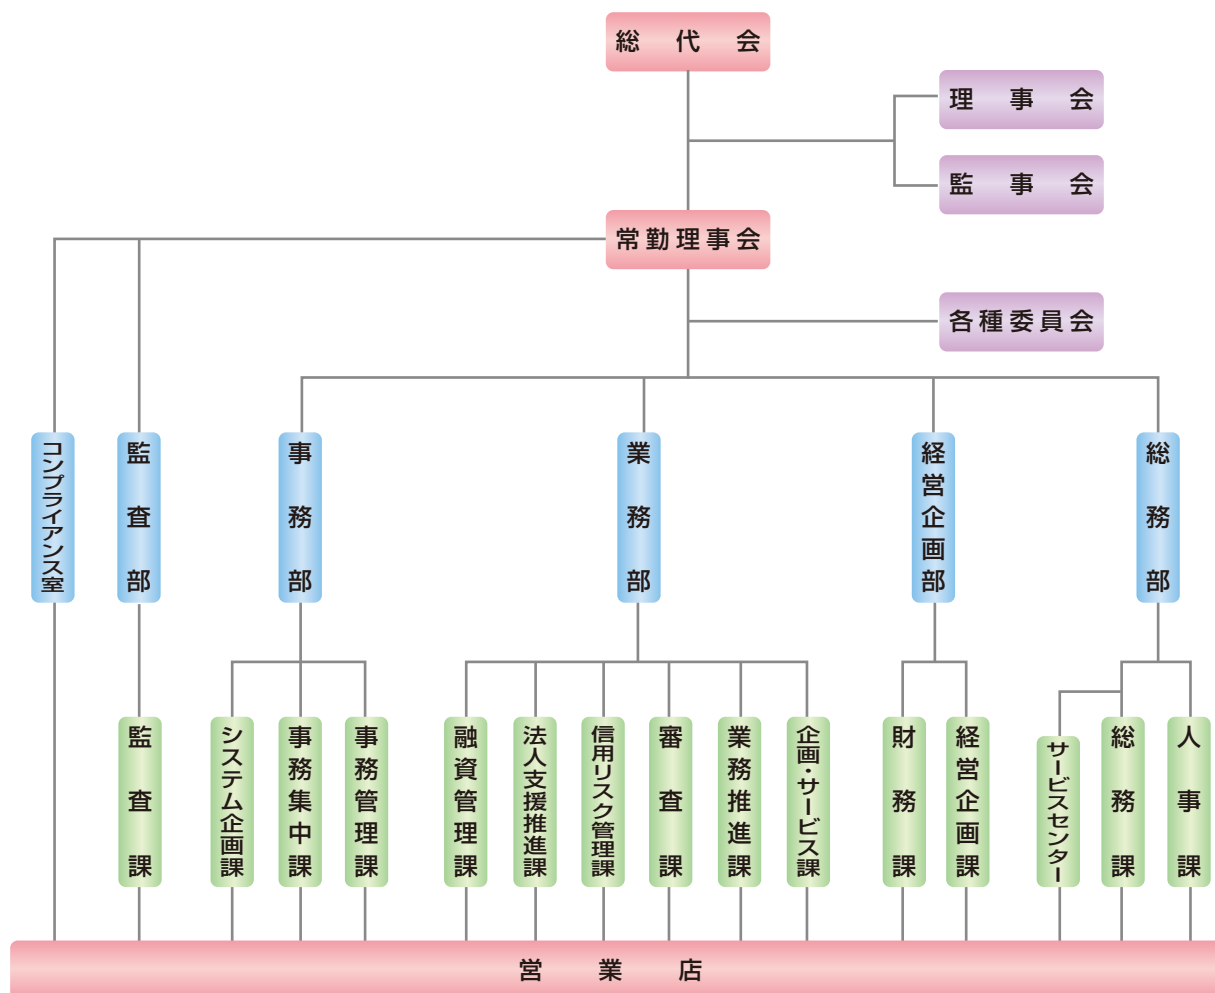 総代会
理事会
監事会
常勤理事会
各種委員会
コンプライアンス室
監査部
事務部
業務部
経営企画部
総務部
監査課
システム企画課
事務集中課
事務管理課
融資管理課
法人支援推進課
信用リスク管理課
審査課
業務推進課
企画・サービス課
財務課
経営企画課
サービスセンター
総務課
人事課
営業店